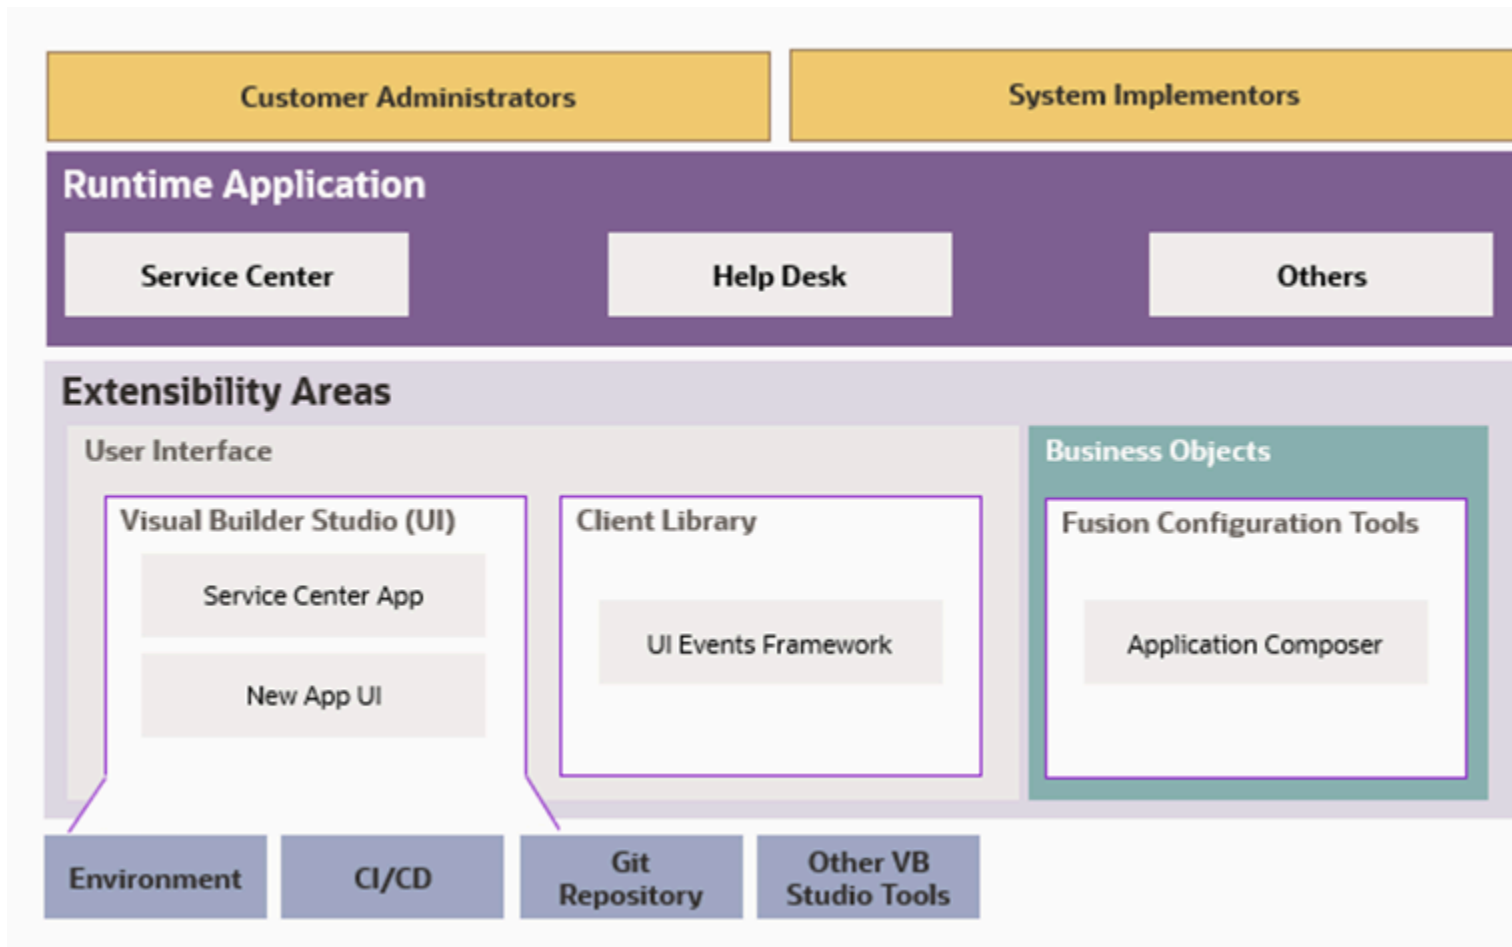 Customer Administrators
System Implementors
Runtime Application
Service Center
Help Desk
Others
Extensibility Areas
User Interface
Visual Builder Studio (UI)
Service Center App
New App UI
Client Library
UI Events Framework
Business Objects
Fusion Configuration Tools
Application Composer
Environment
CI/CD
Git
Repository
Other VB
Studio Tools